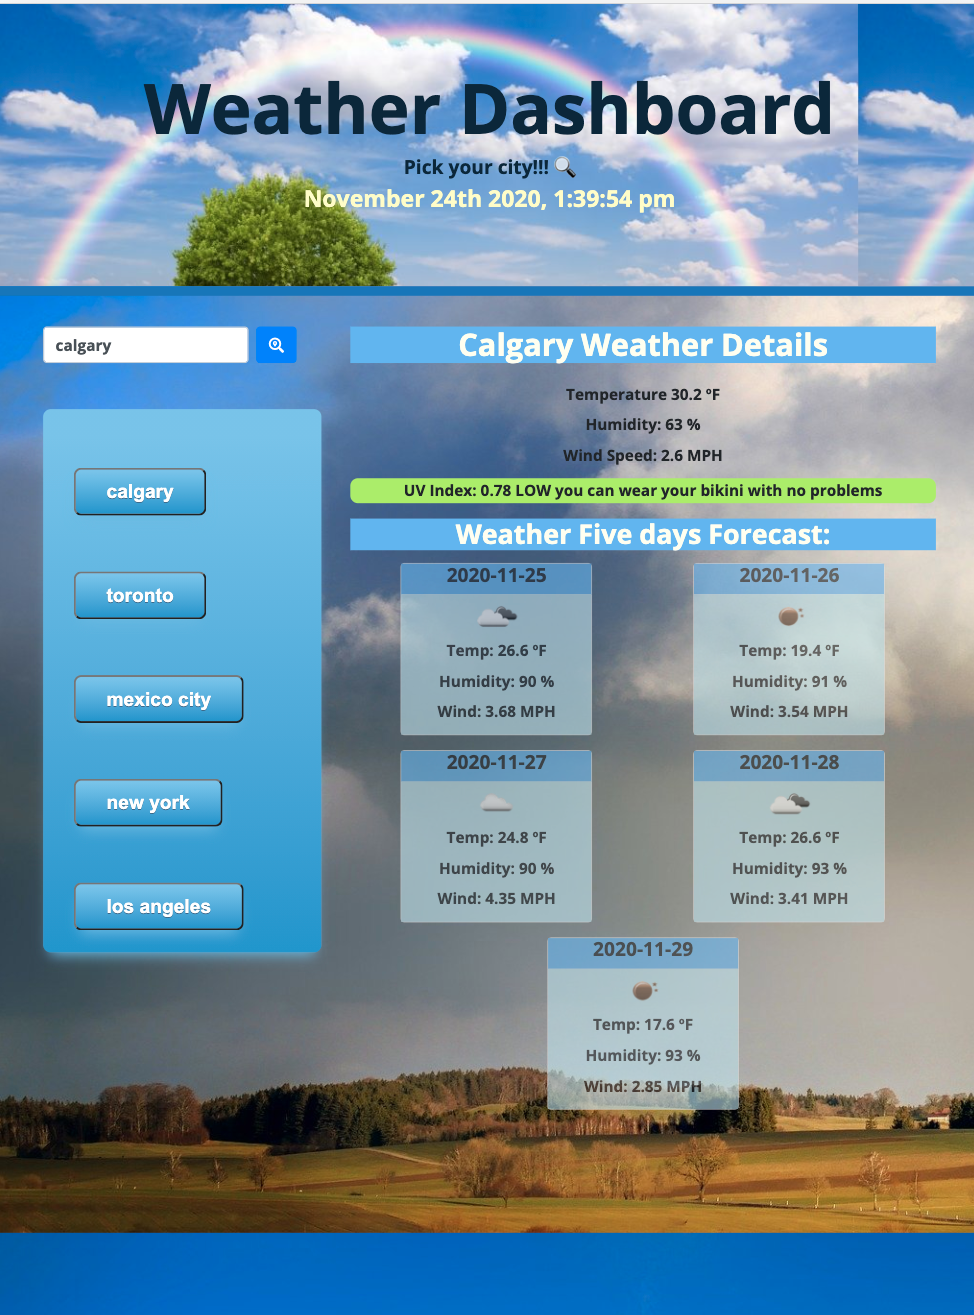 Weather Dashboard
Pick your city!!! 🔍
November 24th 2020, 1:39:54 pm
calgary
calgary
toronto
mexico city
new york
los angeles
Calgary Weather Details
Temperature 30.2 °F
Humidity: 63 %
Wind Speed: 2.6 MPH
UV Index: 0.78 LOW you can wear your bikini with no problems
Weather Five days Forecast:
2020-11-25
Temp: 26.6 °F
Humidity: 90 %
Wind: 3.68 MPH
2020-11-26
Temp: 19.4 °F
Humidity: 91 %
Wind: 3.54 MPH
2020-11-27
Temp: 24.8 °F
Humidity: 90 %
Wind: 4.35 MPH
2020-11-28
Temp: 26.6 °F
Humidity: 93 %
Wind: 3.41 MPH
2020-11-29
Temp: 17.6 °F
Humidity: 93 %
Wind: 2.85 MPH